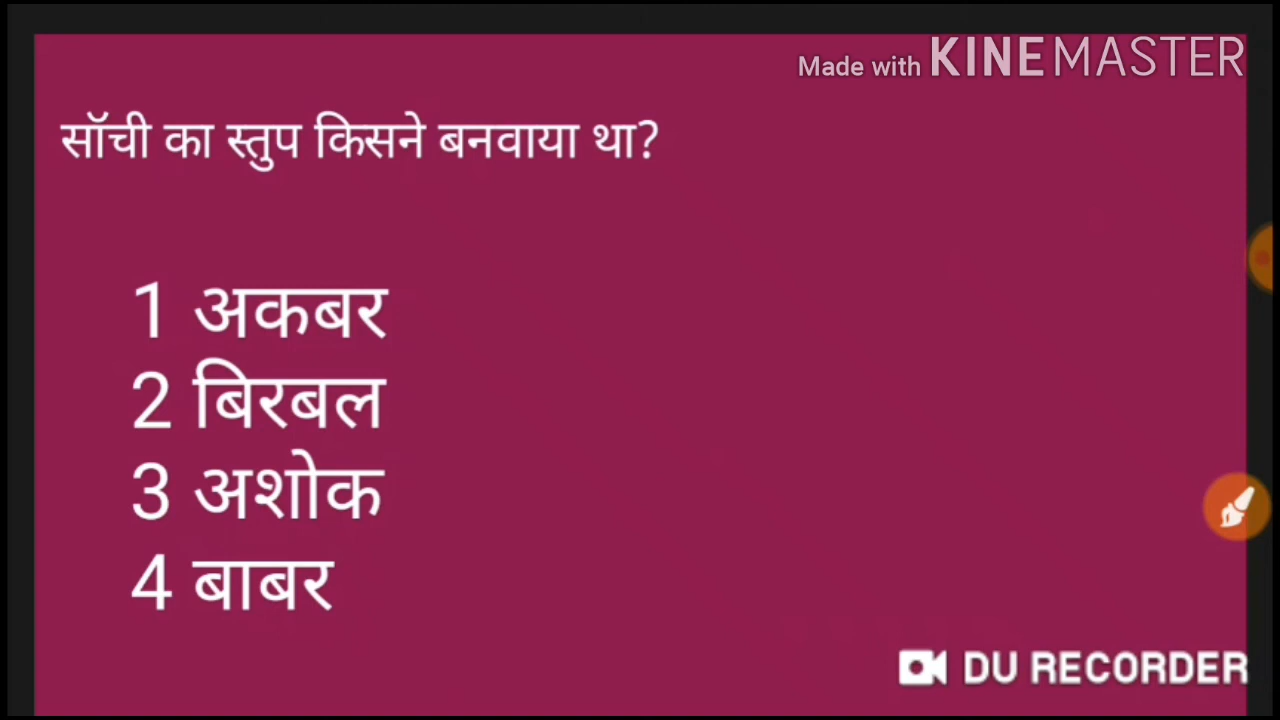 Made with KINEMASTER
सॉची का स्तुप किसने बनवाया था?
1 अकबर
2 बिरबल
3 अशोक
4 बाबर
DU RECORDER